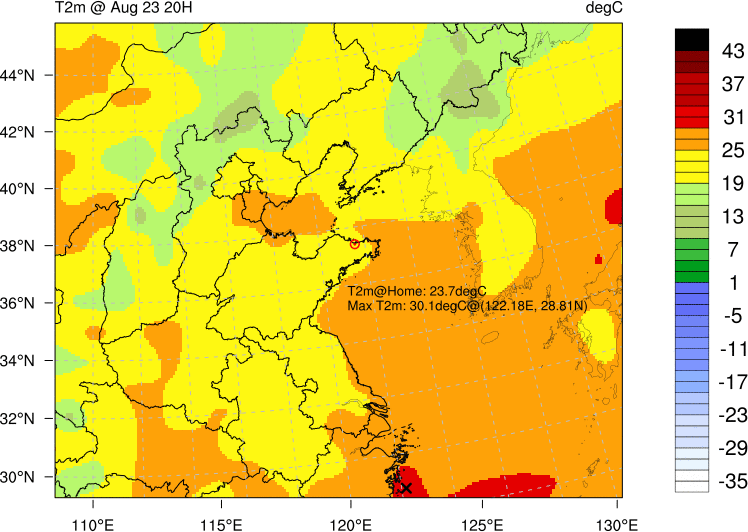 T2m @ Aug 23 20H degC
43
44°N
37
31
42°N
25
40°N
19
13
38°N
7
T2m@Home: 23.7degC
1
36°N
Max T2m: 30.1degC@(122.18E, 28.81N)
-5
34°N
-11
-17
32°N
-23
-29
30°N
-35
110°E 115°E 120°E 125°E 130°E